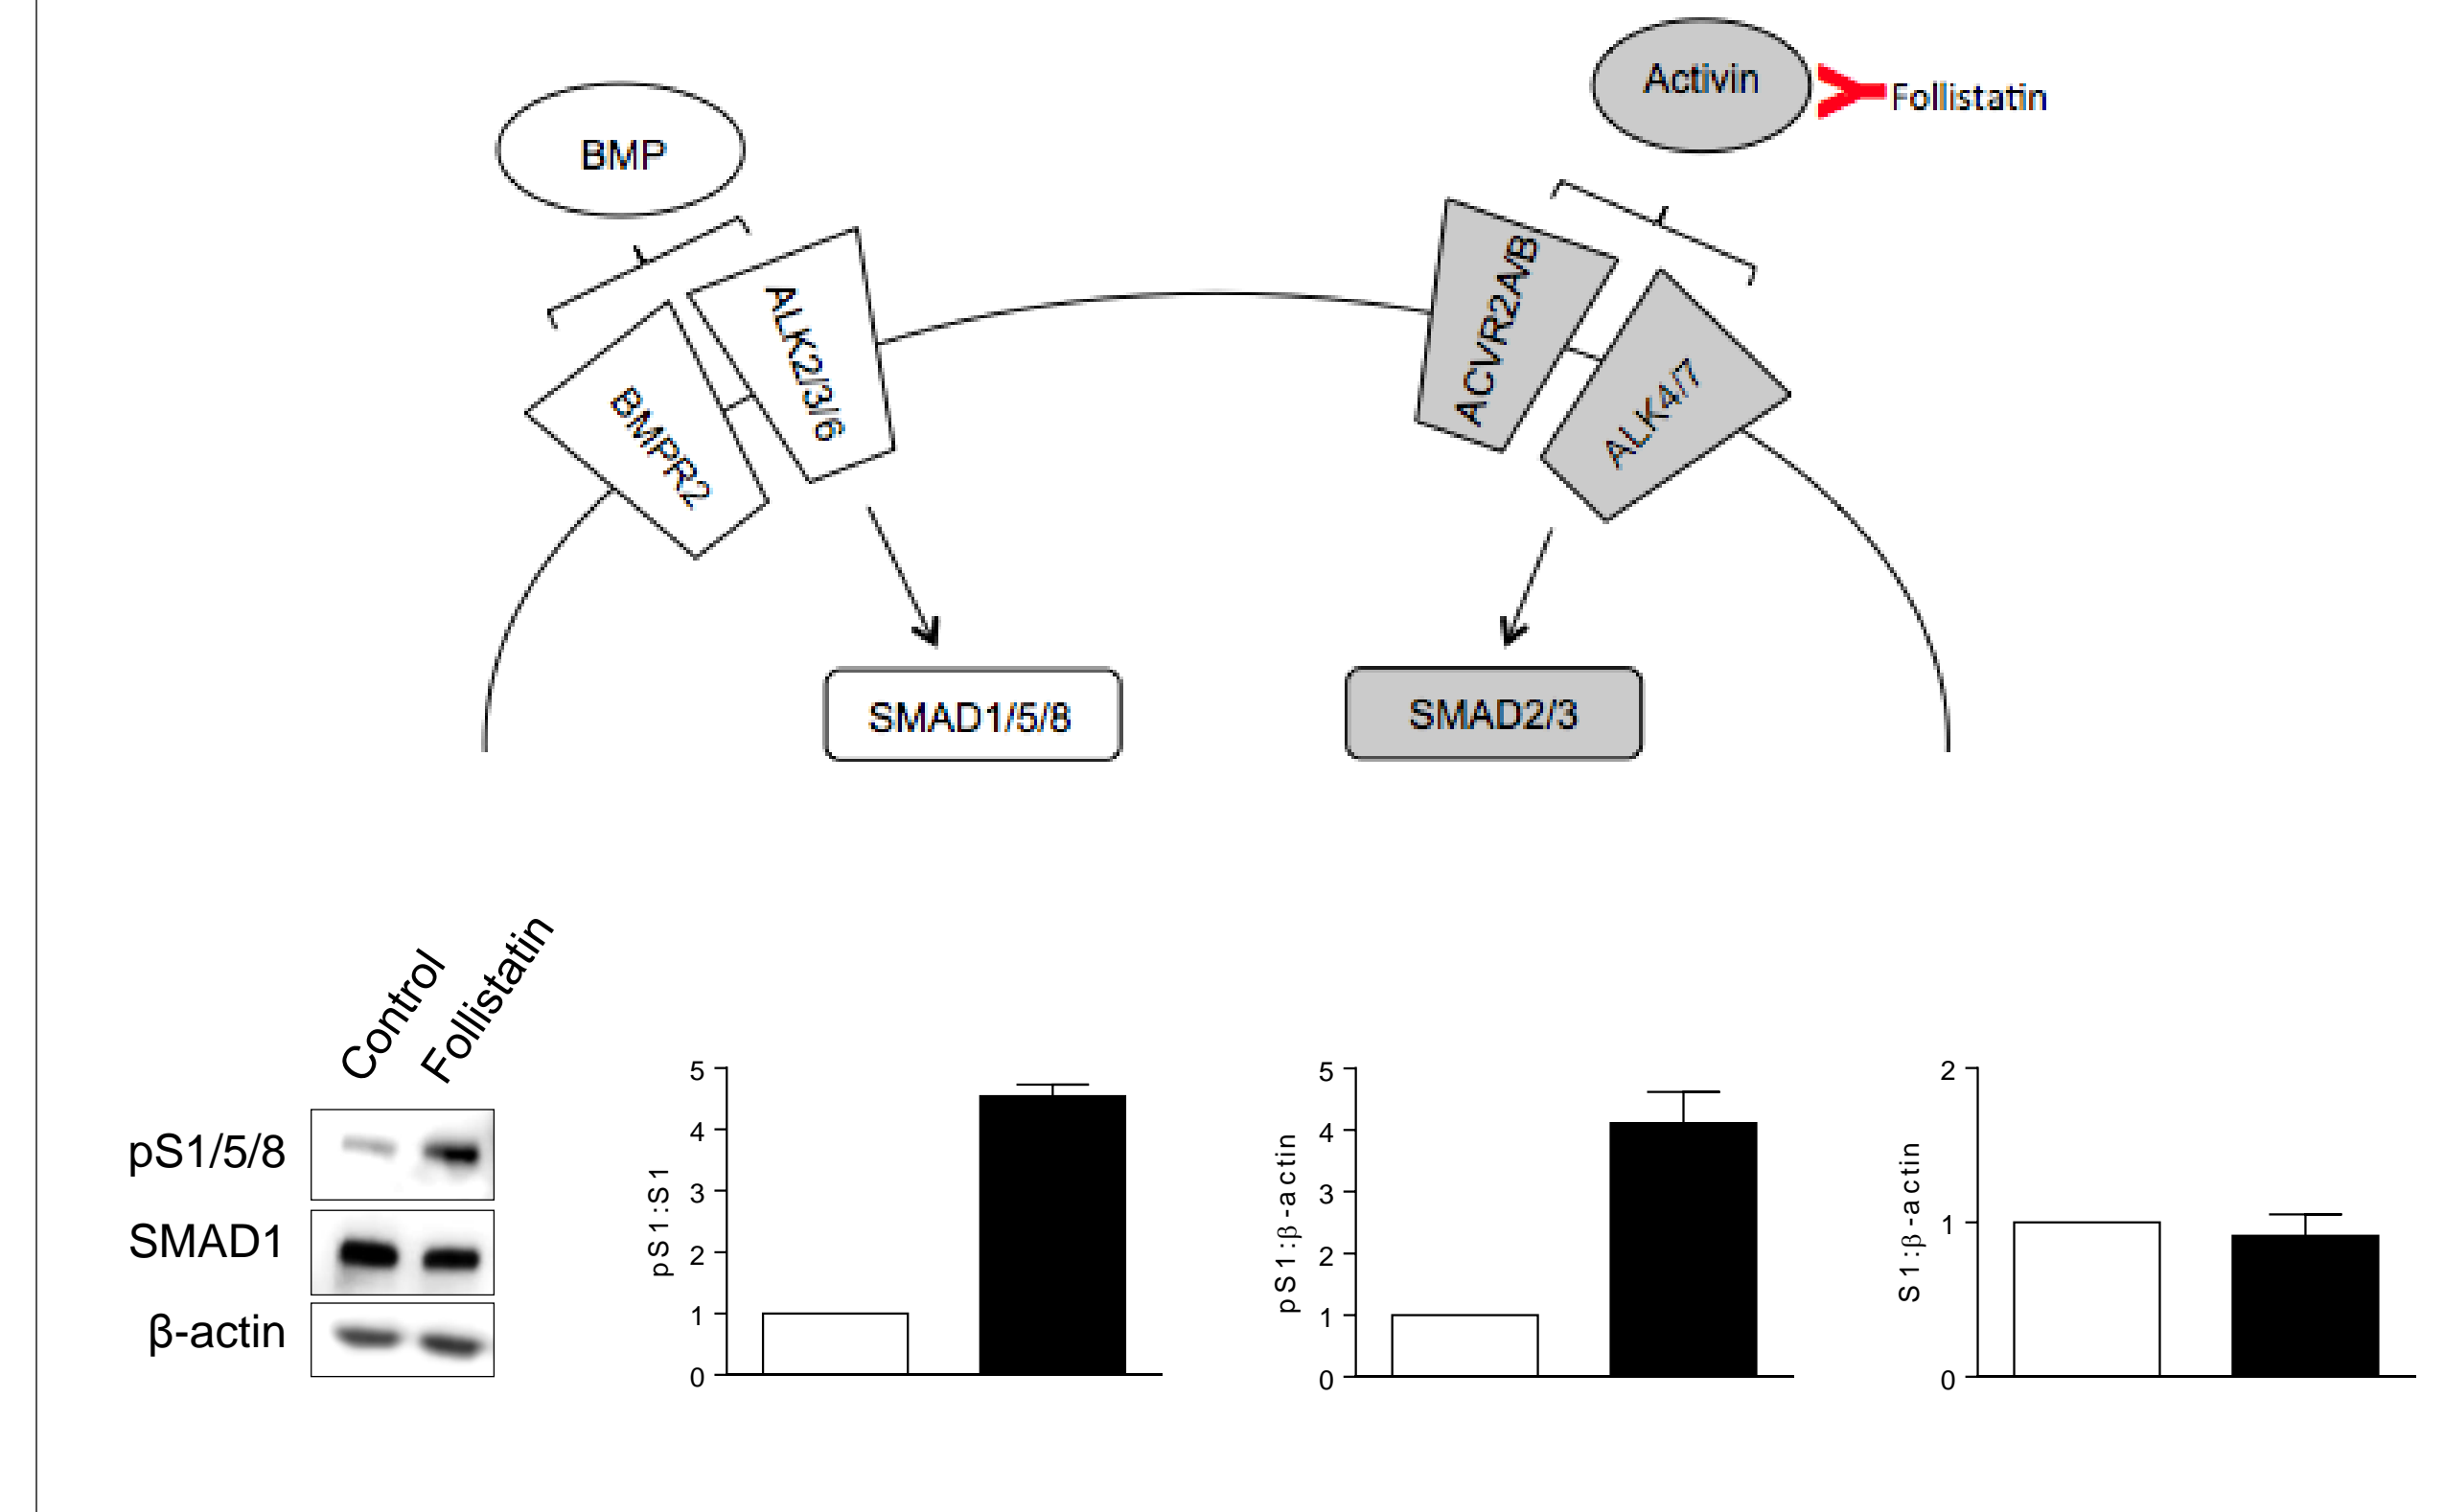 Activin
Follistatin
BMP
ACVR2A/B
ALK2/3/6
ALK4/7
BMPR2
SMAD1/5/8
SMAD2/3
Control
Follistatin
pS1/5/8
SMAD1
β-actin
pS1:S1
5
4
3
2
1
0
pS1:β-actin
5
4
3
2
1
0
S1:β-actin
2
1
0